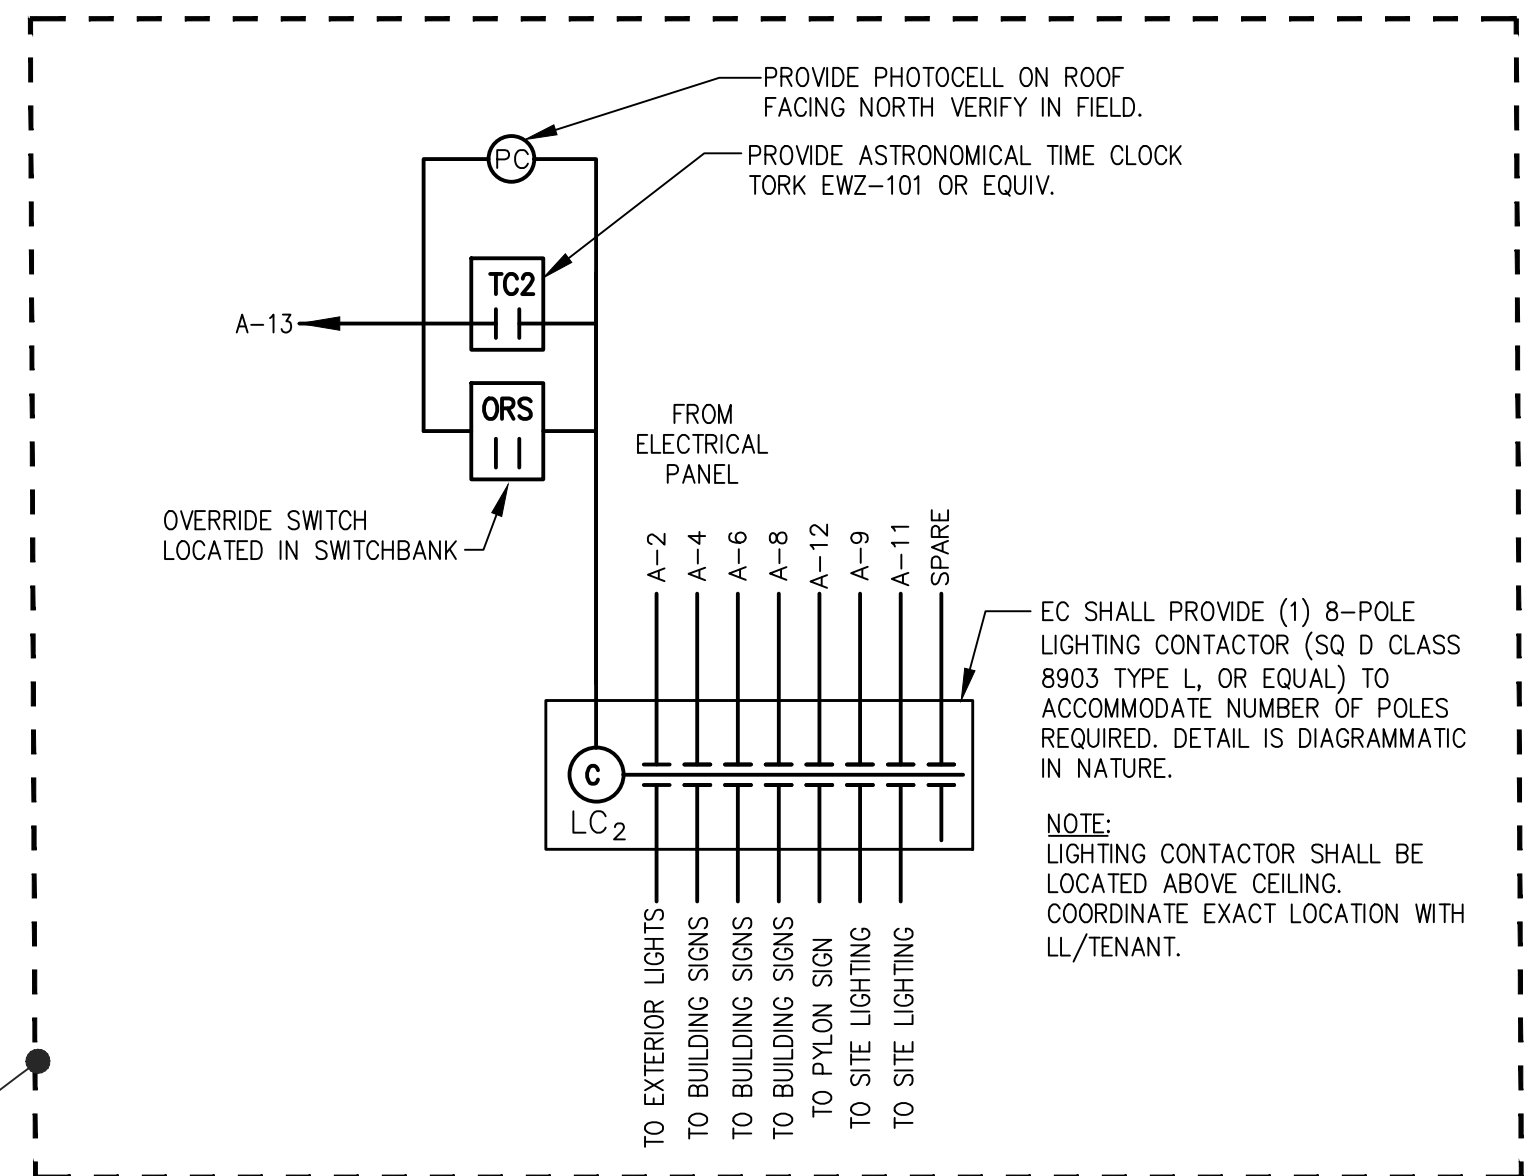 PROVIDE PHOTOCELL ON ROOF
FACING NORTH VERIFY IN FIELD.
PC
PROVIDE ASTRONOMICAL TIME CLOCK
TORK EWZ-101 OR EQUIV.
TC2
A-13
ORS
FROM
ELECTRICAL
PANEL
OVERRIDE SWITCH
LOCATED IN SWITCHBANK
A-2
A-4
A-6
A-8
A-12
A-9
A-11
SPARE
EC SHALL PROVIDE (1) 8-POLE
LIGHTING CONTACTOR (SQ D CLASS
8903 TYPE L, OR EQUAL) TO
ACCOMMODATE NUMBER OF POLES
REQUIRED. DETAIL IS DIAGRAMMATIC
IN NATURE.
C
LC2
NOTE:
LIGHTING CONTACTOR SHALL BE
LOCATED ABOVE CEILING.
COORDINATE EXACT LOCATION WITH
LL/TENANT.
TO EXTERIOR LIGHTS
TO BUILDING SIGNS
TO BUILDING SIGNS
TO BUILDING SIGNS
TO PYLON SIGN
TO SITE LIGHTING
TO SITE LIGHTING